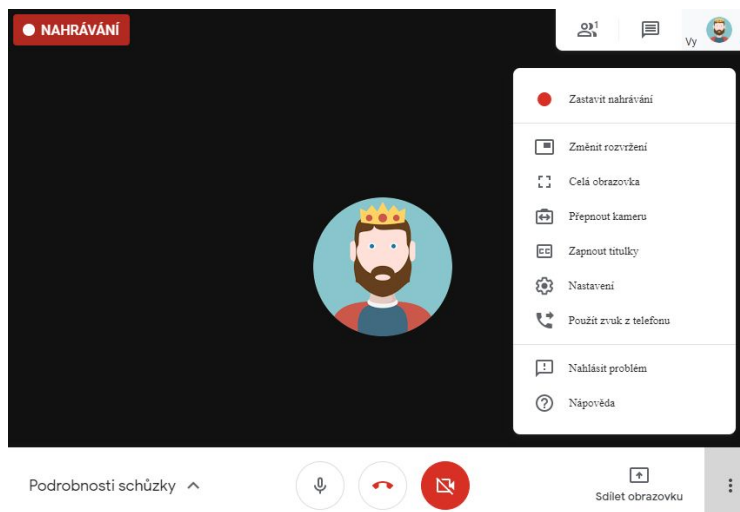 NAHRÁVÁNÍ
1
Vy
Zastavit nahrávání
Změnit rozvržení
Celá obrazovka
Přepnout kameru
CC
Zapnout titulky
Nastavení
Použít zvuk z telefonu
Nahlásit problém
Nápověda
Podrobnosti schůzky
Sdílet obrazovku